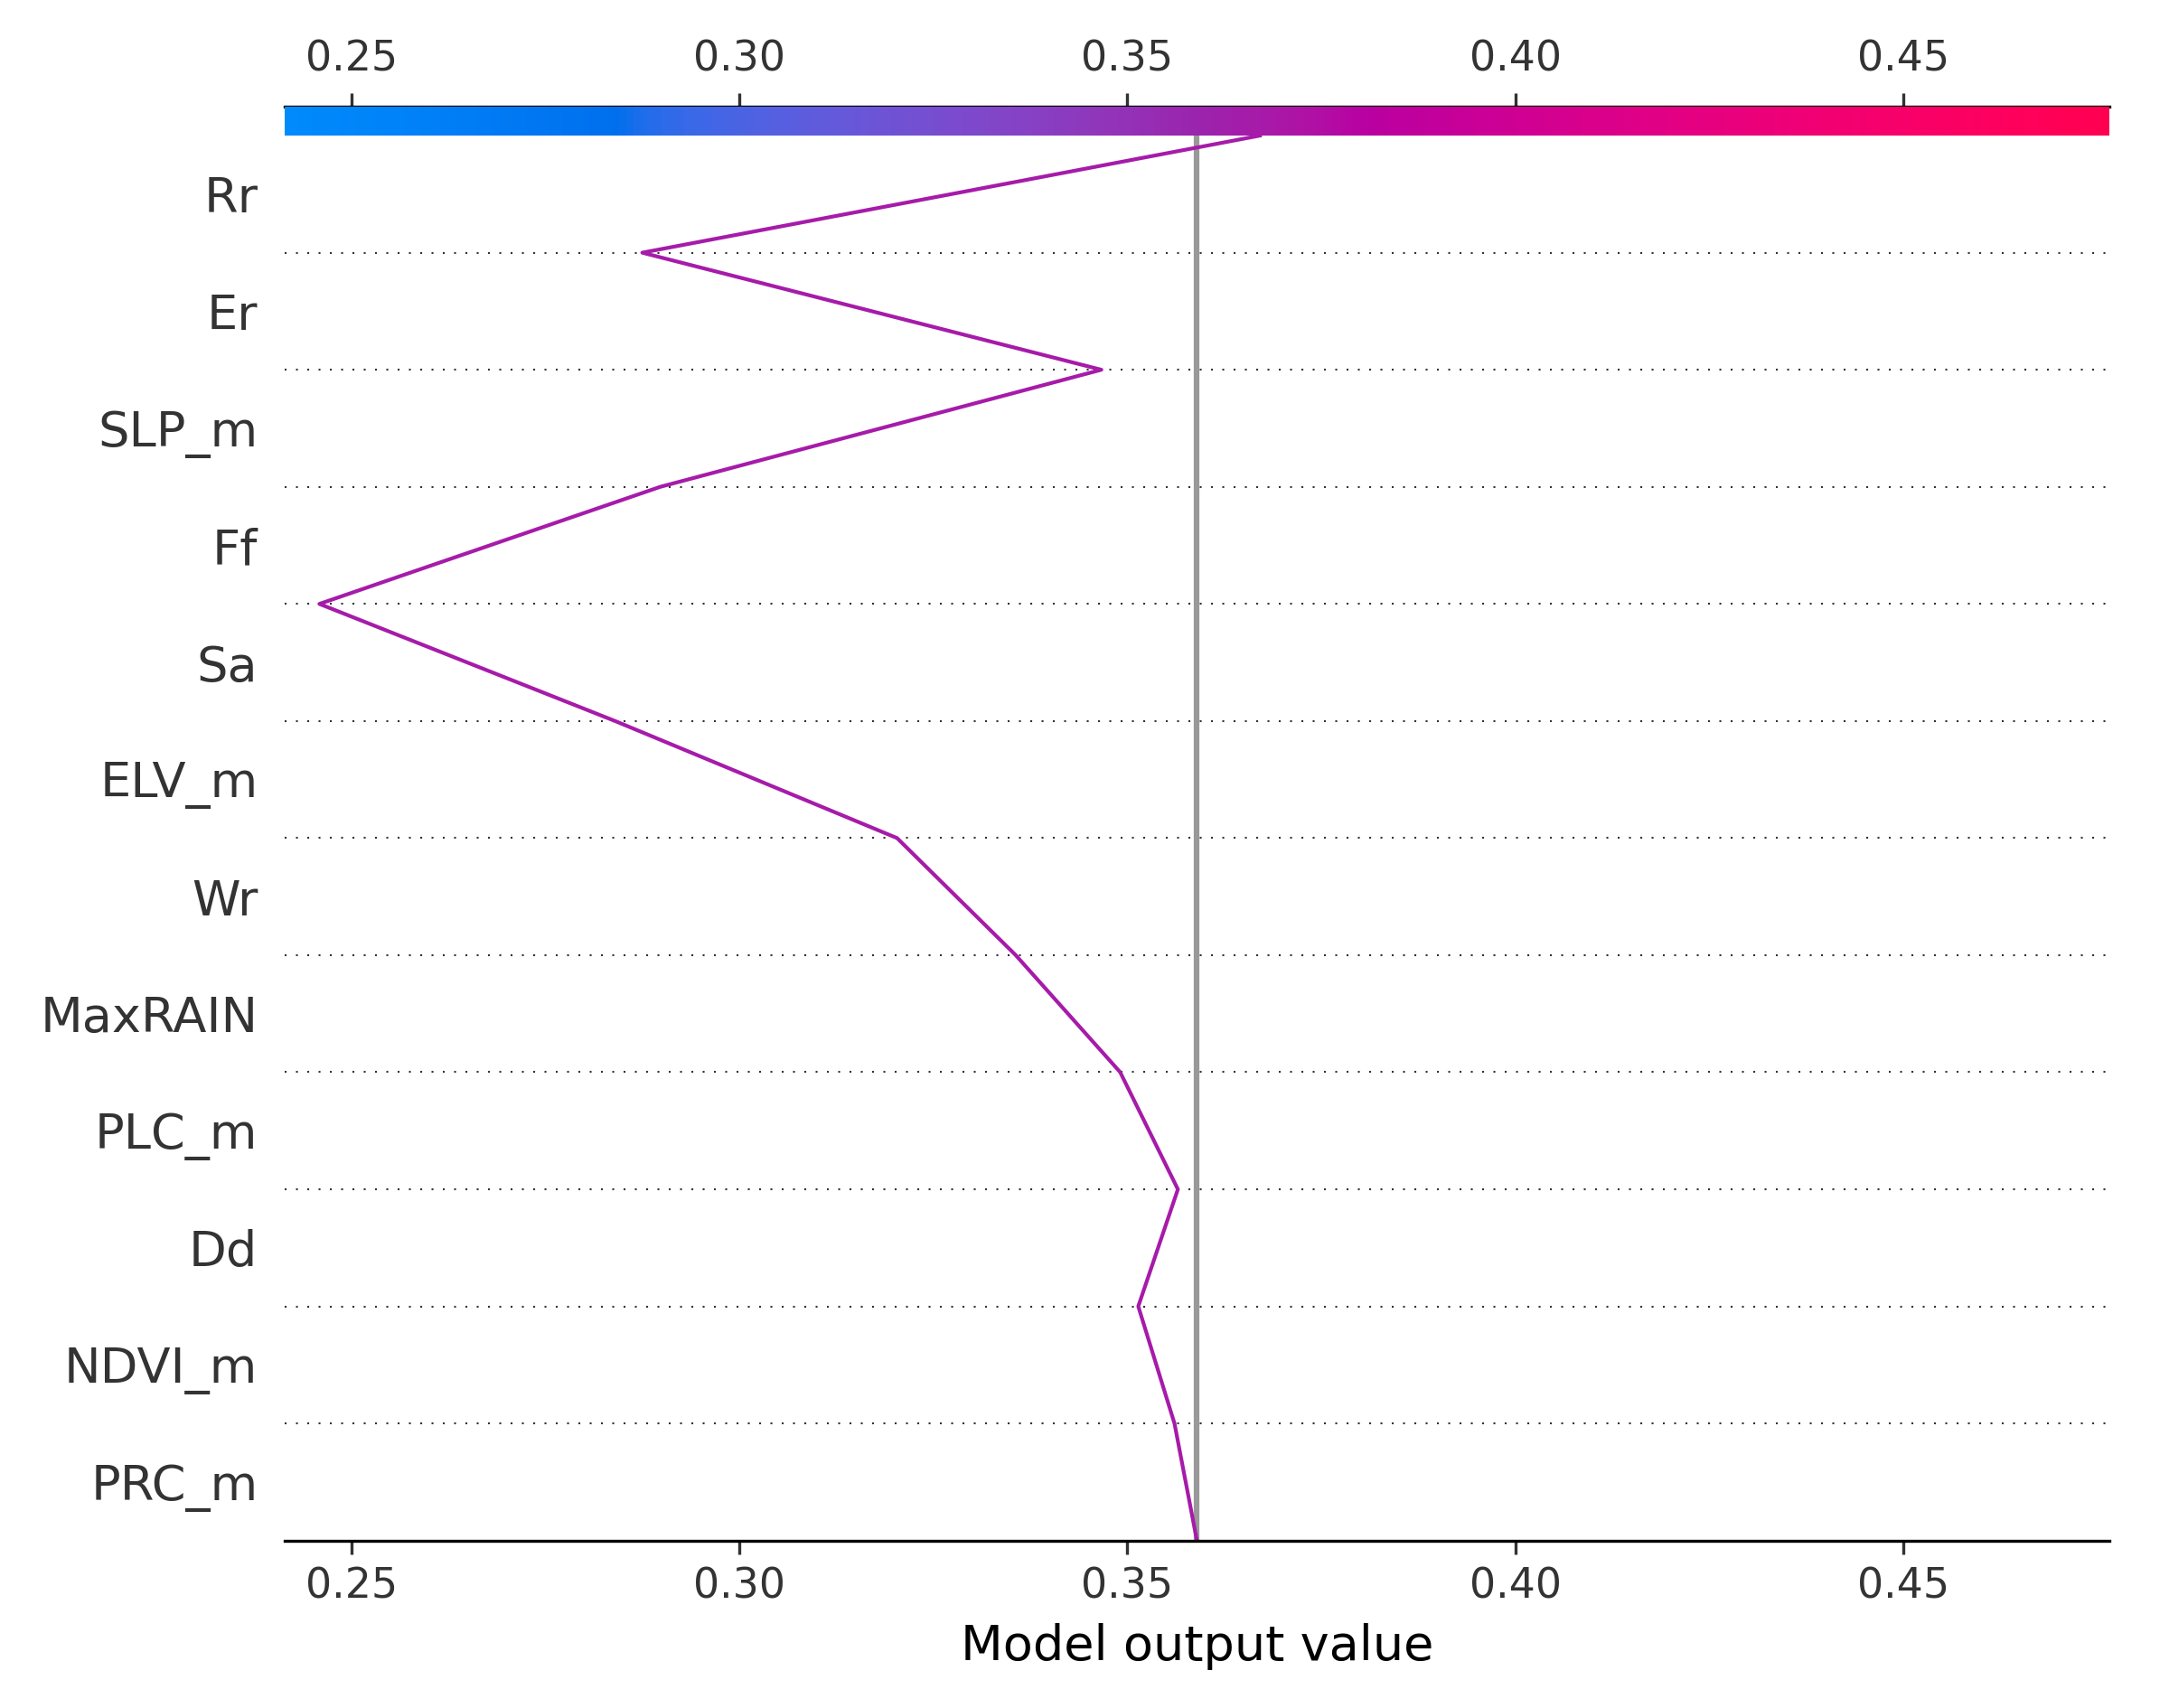 0.25 0.30 0.35 0.40 0.45
Rr
Er
SLP_m
Ff
Sa
ELV_m
Wr
MaxRAIN
PLC_m
Dd
NDVI_m
PRC_m
0.25 0.30 0.35 0.40 0.45
Model output value